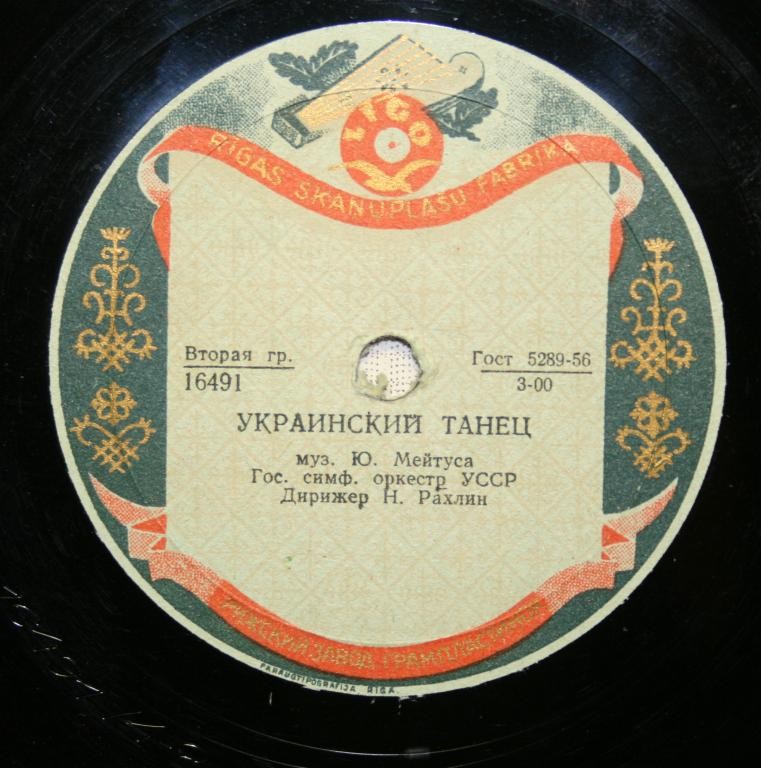 LIGO
RIGAS SKAŅUPLAŠU FABRIKA
Вторая гр.
16491
Гост 5289-56
3-00
УКРАИНСКИЙ ТАНЕЦ
муз. Ю. Мейтуса
Гос. симф. оркестр УССР
Дирижер Н. Рахлин
РИЖСКИЙ ЗАВОД ГРАМПЛАСТИНОК
PARAUGTIPOGRAFIJA RIGA.